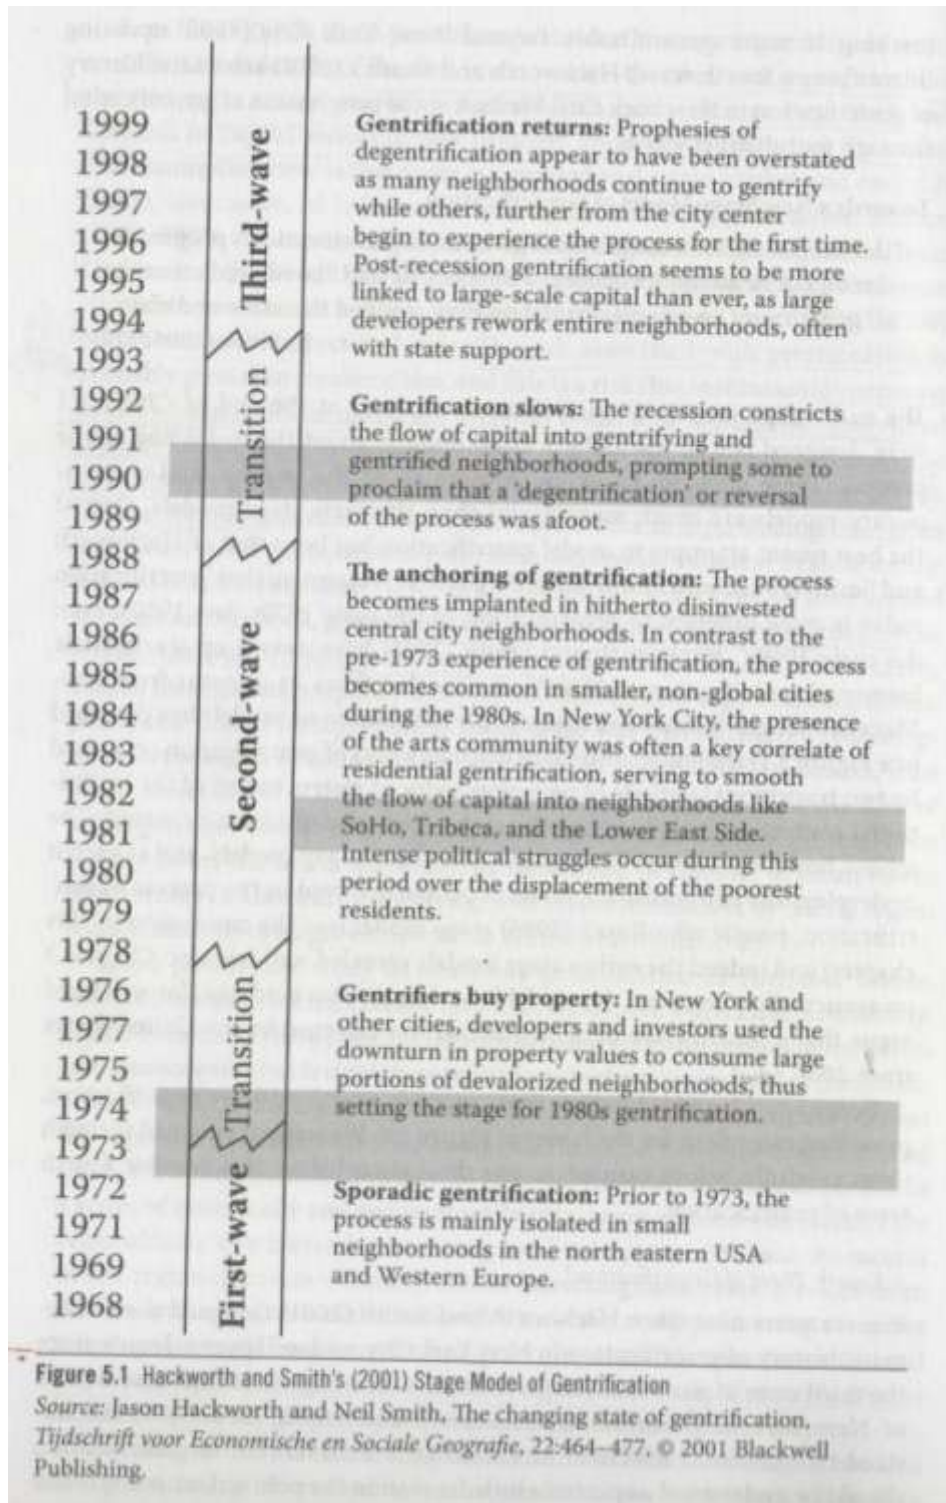 1999
1998
1997
1996
1995
1994
1993
1992
1991
1990
1989
1988
1987
1986
1985
1984
1983
1982
1981
1980
1979
1978
1976
1977
1975
1974
1973
1972
1971
1969
1968
Third-wave
Transition
Second-wave
Transition
First-wave
Gentrification returns: Prophesies of
degentrification appear to have been overstated
as many neighborhoods continue to gentrify
while others, further from the city center
begin to experience the process for the first time.
Post-recession gentrification seems to be more
linked to large-scale capital than ever, as large
developers rework entire neighborhoods, often
with state support.
Gentrification slows: The recession constricts
the flow of capital into gentrifying and
gentrified neighborhoods, prompting some to
proclaim that a 'degentrification' or reversal
of the process was afoot.
The anchoring of gentrification: The process
becomes implanted in hitherto disinvested
central city neighborhoods. In contrast to the
pre-1973 experience of gentrification, the process
becomes common in smaller, non-global cities
during the 1980s. In New York City, the presence
of the arts community was often a key correlate of
residential gentrification, serving to smooth
the flow of capital into neighborhoods like
SoHo, Tribeca, and the Lower East Side.
Intense political struggles occur during this
period over the displacement of the poorest
residents.
Gentrifiers buy property: In New York and
other cities, developers and investors used the
downturn in property values to consume large
portions of devalorized neighborhoods, thus
setting the stage for 1980s gentrification.
Sporadic gentrification: Prior to 1973, the
process is mainly isolated in small
neighborhoods in the north eastern USA
and Western Europe.
Figure 5.1 Hackworth and Smith's (2001) Stage Model of Gentrification
Source: Jason Hackworth and Neil Smith, The changing state of gentrification,
Tijdschrift voor Economische en Sociale Geografie, 22:464–477, © 2001 Blackwell
Publishing.